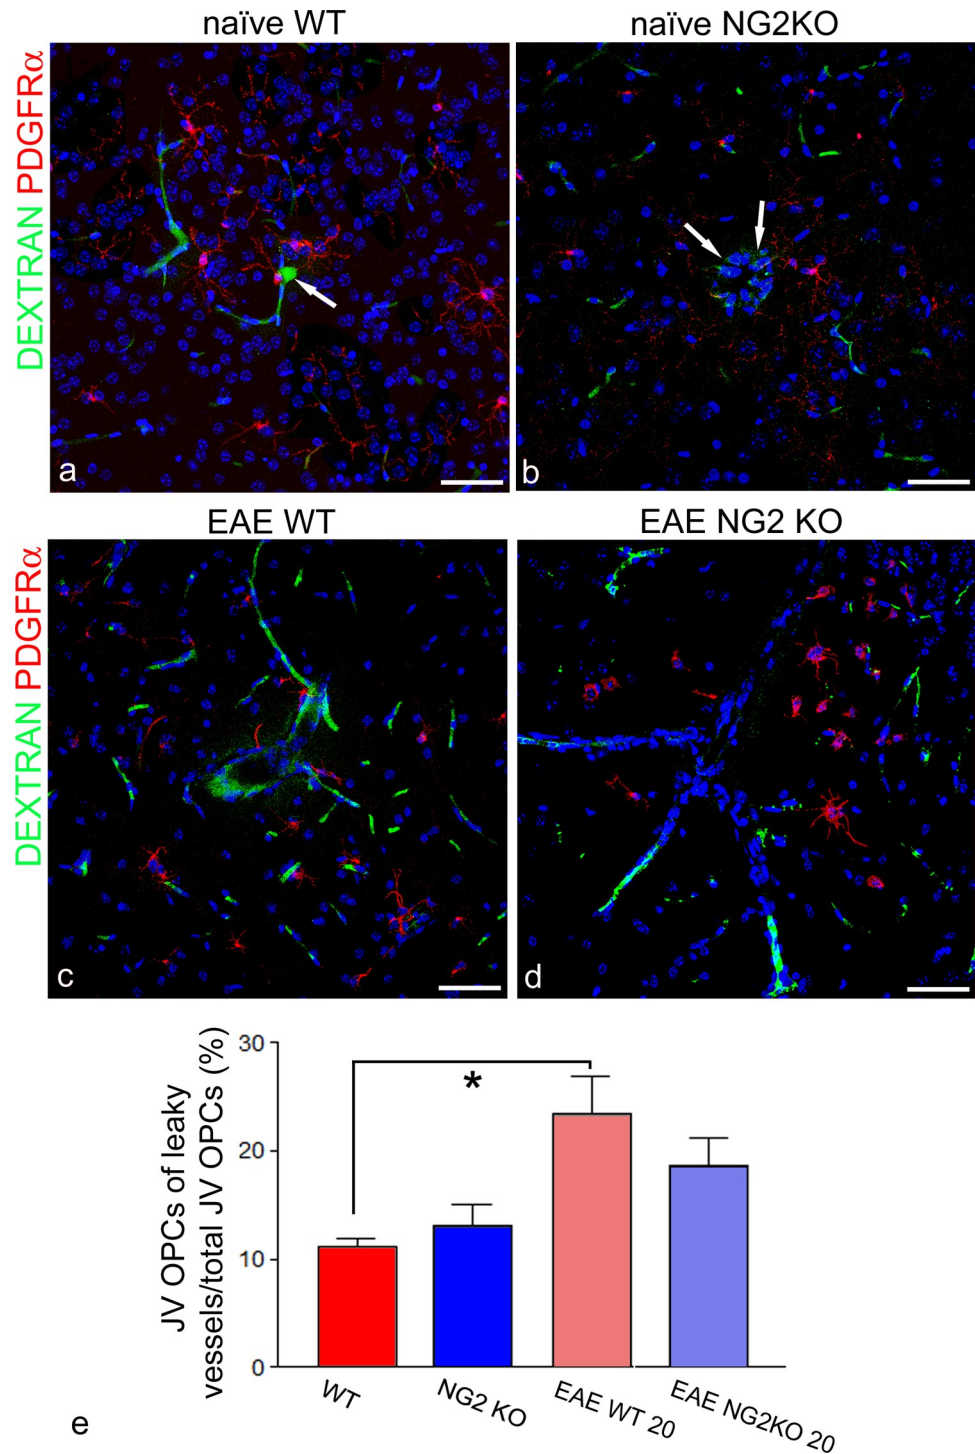 naïve WT
naïve NG2KO
DEXTRAN PDGFRα
a
b
EAE WT
EAE NG2 KO
DEXTRAN PDGFRα
c
d
JV OPCs of leaky
vessels/total JV OPCs (%)
30
20
10
0
*
WT
NG2 KO
EAE WT 20
EAE NG2KO 20
e